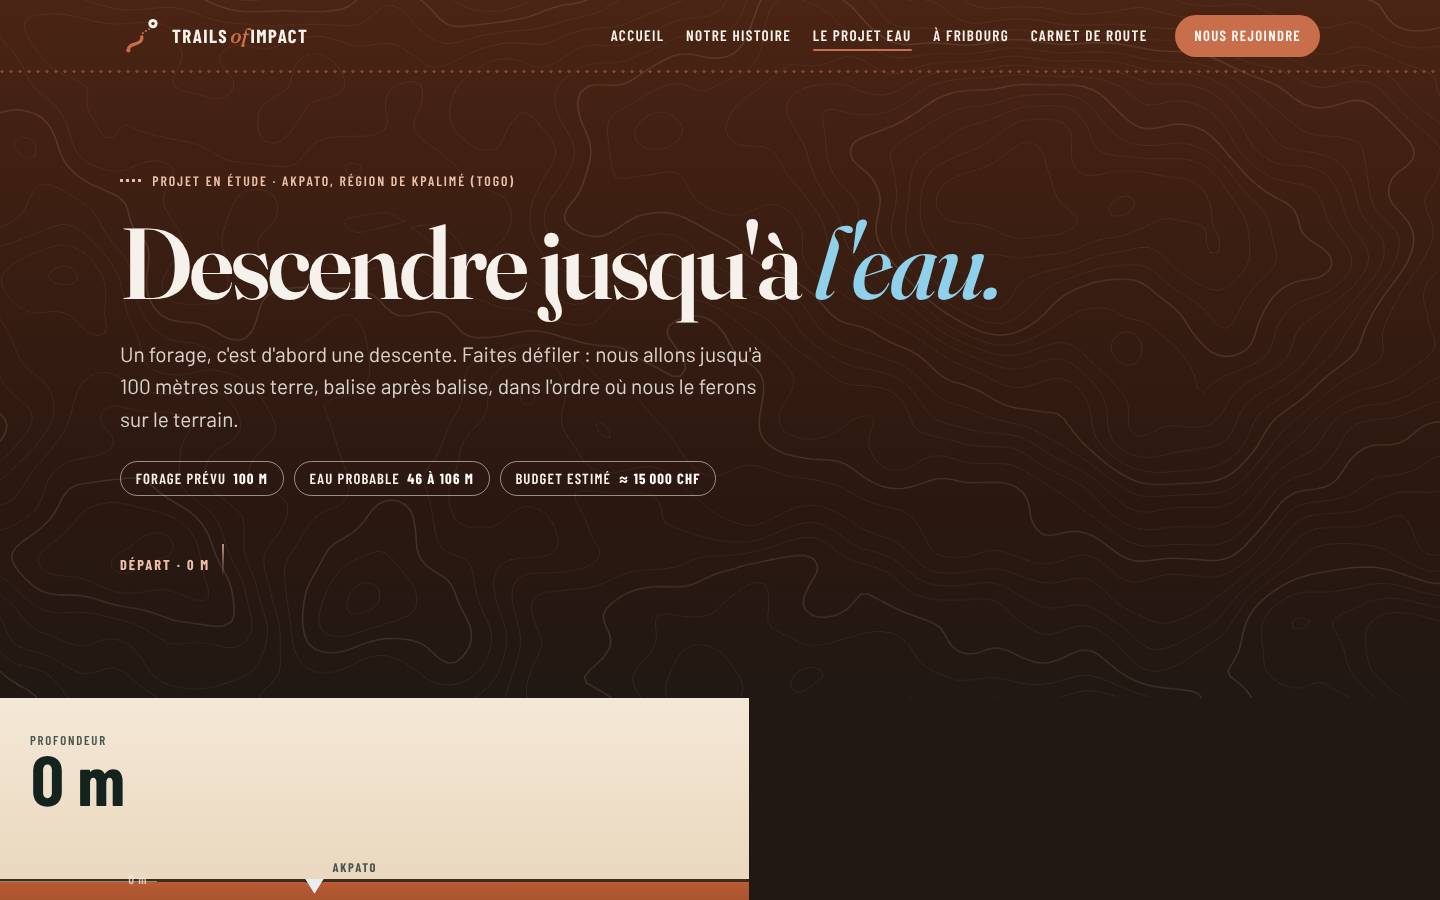 TRAILS of IMPACT
ACCUEIL NOTRE HISTOIRE LE PROJET EAU À FRIBOURG CARNET DE ROUTE NOUS REJOINDRE
PROJET EN ÉTUDE · AKPATO, RÉGION DE KPALIMÉ (TOGO)
Descendre jusqu'à l'eau.
Un forage, c'est d'abord une descente. Faites défiler : nous allons jusqu'à
100 mètres sous terre, balise après balise, dans l'ordre où nous le ferons
sur le terrain.
FORAGE PRÉVU 100 M EAU PROBABLE 46 À 106 M BUDGET ESTIMÉ ≈ 15 000 CHF
DÉPART · 0 M
PROFONDEUR
0 m
AKPATO
0 m